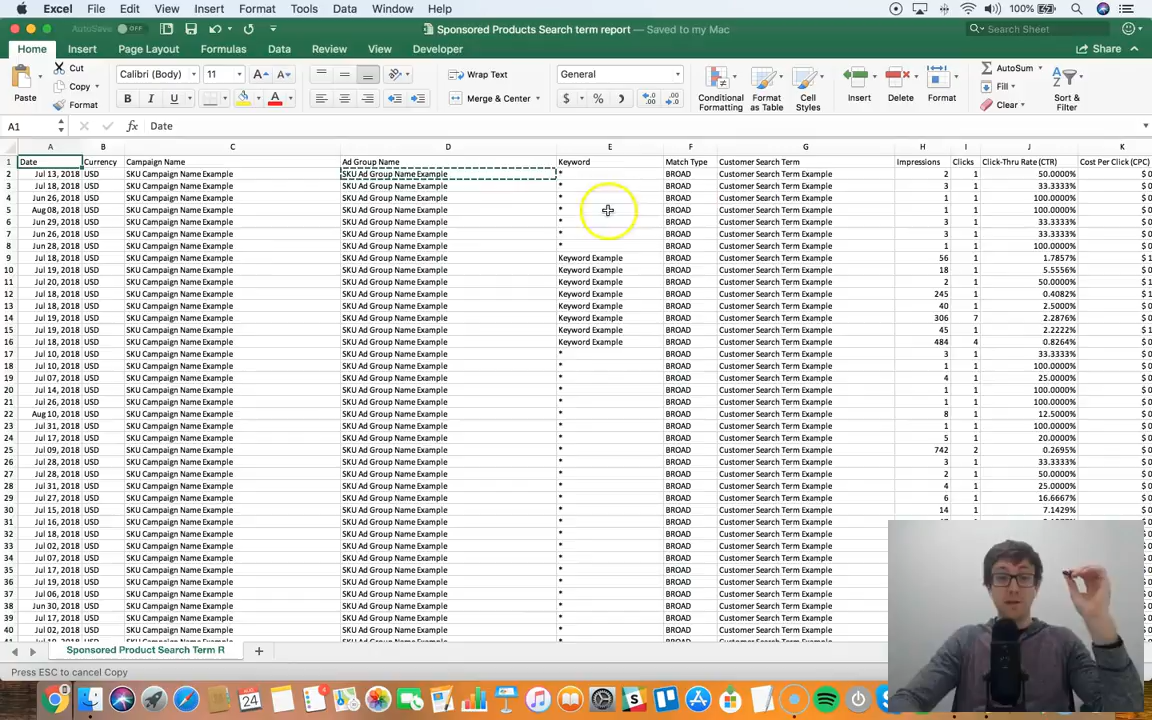 Excel File Edit View Insert Format Tools Data Window Help 100%
AutoSave OFF Sponsored Products Search term report — Saved to my Mac Search Sheet
Home Insert Page Layout Formulas Data Review View Developer Share
Paste Cut Copy Format Calibri (Body) 11 Wrap Text Merge & Center General Conditional Formatting Format as Table Cell Styles Insert Delete Format AutoSum Fill Clear Sort & Filter
A1 fx Date
A B C D E F G H I J K
1 Date Currency Campaign Name Ad Group Name Keyword Match Type Customer Search Term Impressions Clicks Click-Thru Rate (CTR) Cost Per Click (CPC)
2 Jul 13, 2018 USD SKU Campaign Name Example SKU Ad Group Name Example * BROAD Customer Search Term Example 2 1 50.0000% $ 0
3 Jul 18, 2018 USD SKU Campaign Name Example SKU Ad Group Name Example * BROAD Customer Search Term Example 3 1 33.3333% $ 0
4 Jun 26, 2018 USD SKU Campaign Name Example SKU Ad Group Name Example * BROAD Customer Search Term Example 1 1 100.0000% $ 0
5 Aug 08, 2018 USD SKU Campaign Name Example SKU Ad Group Name Example * BROAD Customer Search Term Example 1 1 100.0000% $ 0
6 Jun 29, 2018 USD SKU Campaign Name Example SKU Ad Group Name Example * BROAD Customer Search Term Example 3 1 33.3333% $ 0
7 Jun 26, 2018 USD SKU Campaign Name Example SKU Ad Group Name Example * BROAD Customer Search Term Example 3 1 33.3333% $ 0
8 Jun 28, 2018 USD SKU Campaign Name Example SKU Ad Group Name Example * BROAD Customer Search Term Example 1 1 100.0000% $ 0
9 Jul 18, 2018 USD SKU Campaign Name Example SKU Ad Group Name Example Keyword Example BROAD Customer Search Term Example 56 1 1.7857% $ 1
10 Jul 19, 2018 USD SKU Campaign Name Example SKU Ad Group Name Example Keyword Example BROAD Customer Search Term Example 18 1 5.5556% $ 1
11 Jul 20, 2018 USD SKU Campaign Name Example SKU Ad Group Name Example Keyword Example BROAD Customer Search Term Example 2 1 50.0000% $ 0
12 Jul 18, 2018 USD SKU Campaign Name Example SKU Ad Group Name Example Keyword Example BROAD Customer Search Term Example 245 1 0.4082% $ 1
13 Jul 18, 2018 USD SKU Campaign Name Example SKU Ad Group Name Example Keyword Example BROAD Customer Search Term Example 40 1 2.5000% $ 0
14 Jul 19, 2018 USD SKU Campaign Name Example SKU Ad Group Name Example Keyword Example BROAD Customer Search Term Example 306 7 2.2876% $ 0
15 Jul 19, 2018 USD SKU Campaign Name Example SKU Ad Group Name Example Keyword Example BROAD Customer Search Term Example 45 1 2.2222% $ 0
16 Jul 18, 2018 USD SKU Campaign Name Example SKU Ad Group Name Example Keyword Example BROAD Customer Search Term Example 484 4 0.8264% $ 0
17 Jul 10, 2018 USD SKU Campaign Name Example SKU Ad Group Name Example * BROAD Customer Search Term Example 3 1 33.3333% $ 0
18 Jul 10, 2018 USD SKU Campaign Name Example SKU Ad Group Name Example * BROAD Customer Search Term Example 1 1 100.0000% $ 0
19 Jul 07, 2018 USD SKU Campaign Name Example SKU Ad Group Name Example * BROAD Customer Search Term Example 4 1 25.0000% $ 0
20 Jul 14, 2018 USD SKU Campaign Name Example SKU Ad Group Name Example * BROAD Customer Search Term Example 1 1 100.0000% $ 0
21 Jul 26, 2018 USD SKU Campaign Name Example SKU Ad Group Name Example * BROAD Customer Search Term Example 1 1 100.0000% $ 0
22 Aug 10, 2018 USD SKU Campaign Name Example SKU Ad Group Name Example * BROAD Customer Search Term Example 8 1 12.5000% $ 0
23 Jul 31, 2018 USD SKU Campaign Name Example SKU Ad Group Name Example * BROAD Customer Search Term Example 1 1 100.0000% $ 0
24 Jul 17, 2018 USD SKU Campaign Name Example SKU Ad Group Name Example * BROAD Customer Search Term Example 5 1 20.0000% $ 0
25 Jul 09, 2018 USD SKU Campaign Name Example SKU Ad Group Name Example * BROAD Customer Search Term Example 742 2 0.2695% $ 0
26 Jul 28, 2018 USD SKU Campaign Name Example SKU Ad Group Name Example * BROAD Customer Search Term Example 3 1 33.3333% $ 0
27 Jul 28, 2018 USD SKU Campaign Name Example SKU Ad Group Name Example * BROAD Customer Search Term Example 2 1 50.0000% $ 0
28 Jul 31, 2018 USD SKU Campaign Name Example SKU Ad Group Name Example * BROAD Customer Search Term Example 4 1 25.0000% $ 0
29 Jul 27, 2018 USD SKU Campaign Name Example SKU Ad Group Name Example * BROAD Customer Search Term Example 6 1 16.6667% $ 0
30 Jul 15, 2018 USD SKU Campaign Name Example SKU Ad Group Name Example * BROAD Customer Search Term Example 14 1 7.1429% $ 0
31 Jul 16, 2018 USD SKU Campaign Name Example SKU Ad Group Name Example * BROAD Customer Search Term Example
32 Jul 18, 2018 USD SKU Campaign Name Example SKU Ad Group Name Example * BROAD Customer Search Term Example
33 Jul 02, 2018 USD SKU Campaign Name Example SKU Ad Group Name Example * BROAD Customer Search Term Example
34 Jul 07, 2018 USD SKU Campaign Name Example SKU Ad Group Name Example * BROAD Customer Search Term Example
35 Jul 17, 2018 USD SKU Campaign Name Example SKU Ad Group Name Example * BROAD Customer Search Term Example
36 Jul 19, 2018 USD SKU Campaign Name Example SKU Ad Group Name Example * BROAD Customer Search Term Example
37 Jul 06, 2018 USD SKU Campaign Name Example SKU Ad Group Name Example * BROAD Customer Search Term Example
38 Jun 30, 2018 USD SKU Campaign Name Example SKU Ad Group Name Example * BROAD Customer Search Term Example
39 Jul 17, 2018 USD SKU Campaign Name Example SKU Ad Group Name Example * BROAD Customer Search Term Example
40 Jul 02, 2018 USD SKU Campaign Name Example SKU Ad Group Name Example * BROAD Customer Search Term Example
Sponsored Product Search Term R
Press ESC to cancel Copy
AUG 24